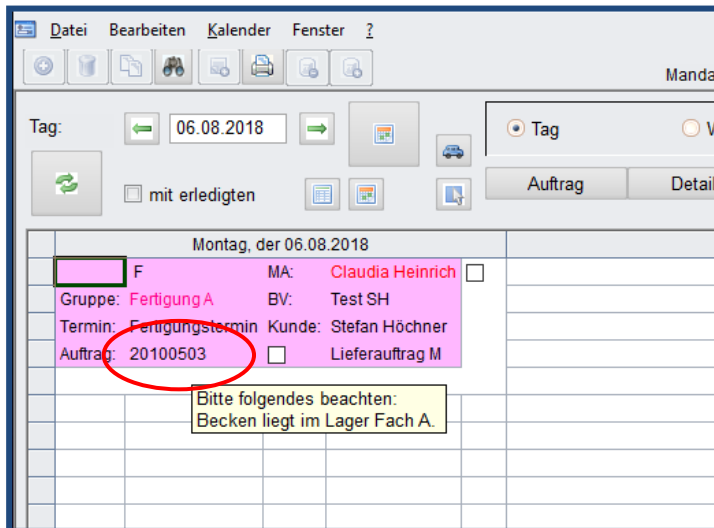 Datei Bearbeiten Kalender Fenster ?
Manda
Tag: 06.08.2018 Tag
mit erledigten Auftrag Detail
Montag, der 06.08.2018
F MA: Claudia Heinrich
Gruppe: Fertigung A BV: Test SH
Termin: Fertigungstermin Kunde: Stefan Höchner
Auftrag: 20100503 Lieferauftrag M
Bitte folgendes beachten:
Becken liegt im Lager Fach A.